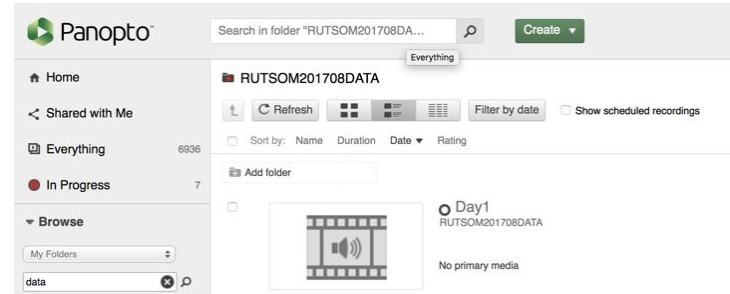 Panopto
Search in folder "RUTSOM201708DA...
Create
Everything
Home
Shared with Me
Everything 6936
In Progress 7
Browse
My Folders
data
RUTSOM201708DATA
Refresh
Filter by date
Show scheduled recordings
Sort by: Name Duration Date Rating
Add folder
Day1
RUTSOM201708DATA
No primary media